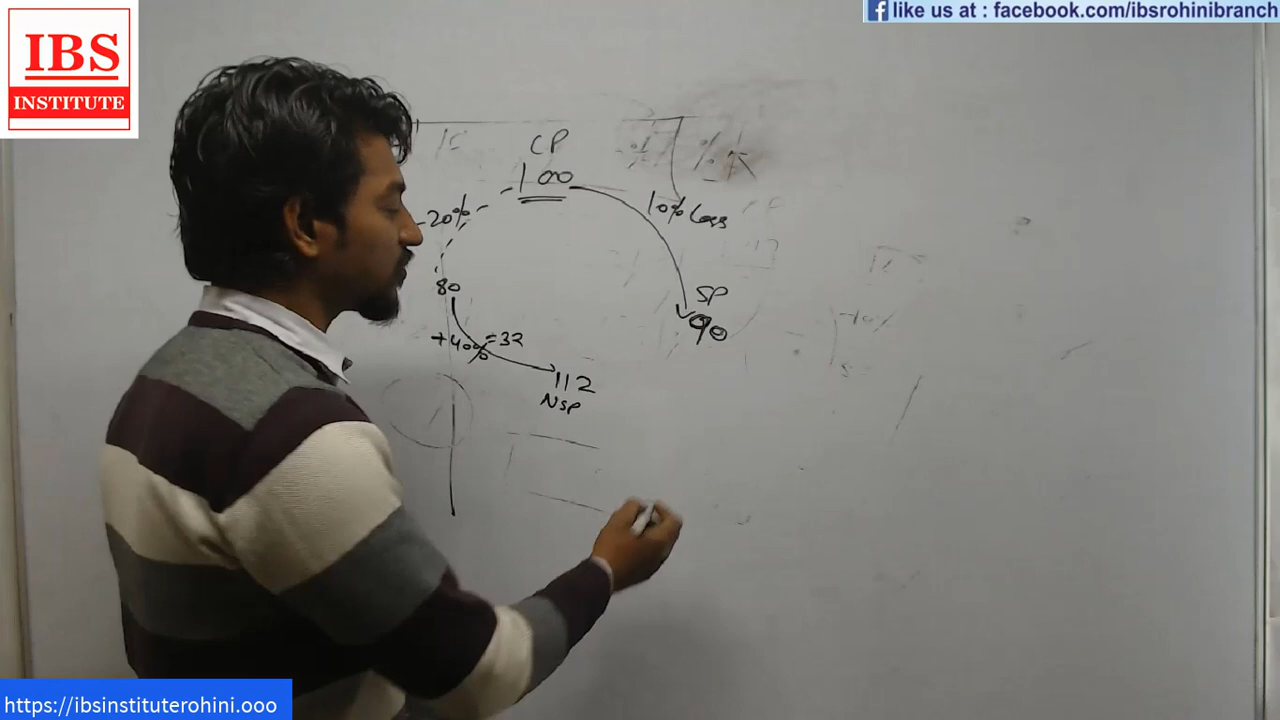 IBS
INSTITUTE
like us at : facebook.com/ibsrohinibranch
CP
100
-20%
10% Loss
80
SP
90
+40% = 32
112
NSP
https://ibsinstituterohini.ooo